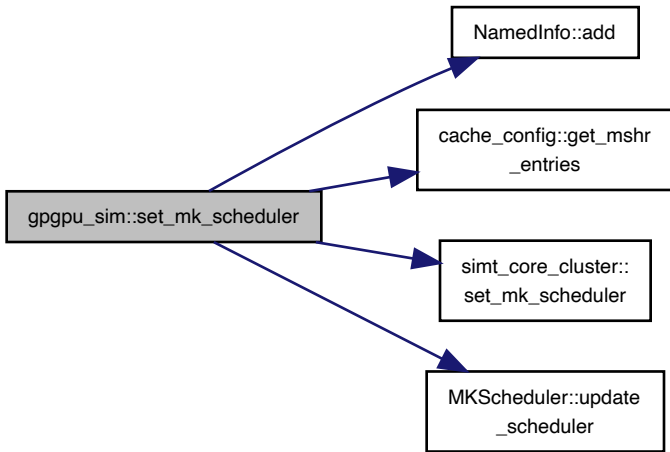 NamedInfo::add
cache_config::get_mshr
_entries
gpgpu_sim::set_mk_scheduler
simt_core_cluster::
set_mk_scheduler
MKScheduler::update
_scheduler